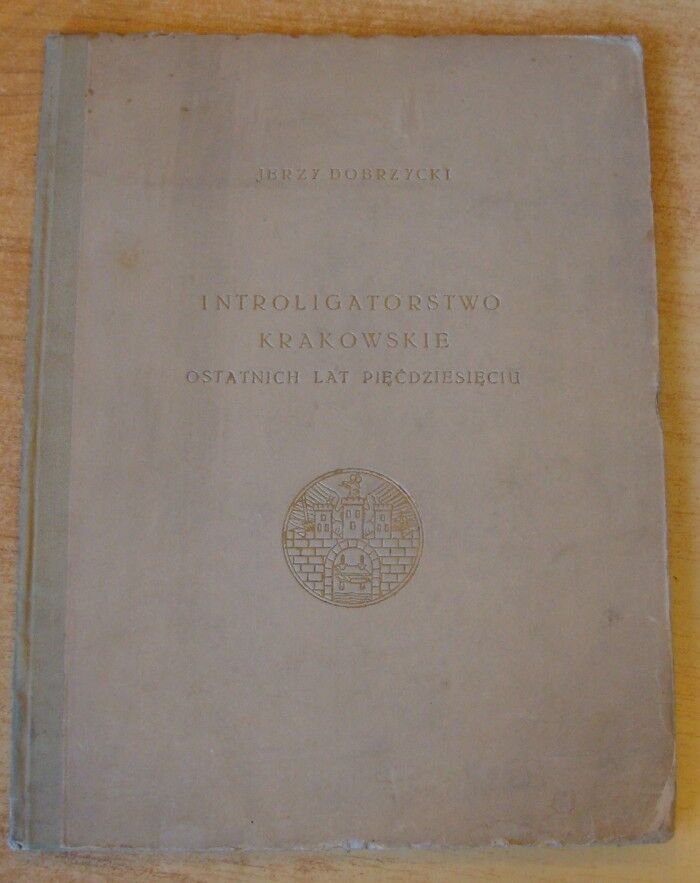 JERZY DOBRZYCKI
INTROLIGATORSTWO
KRAKOWSKIE
OSTATNICH LAT PIĘĆDZIESIĘCIU